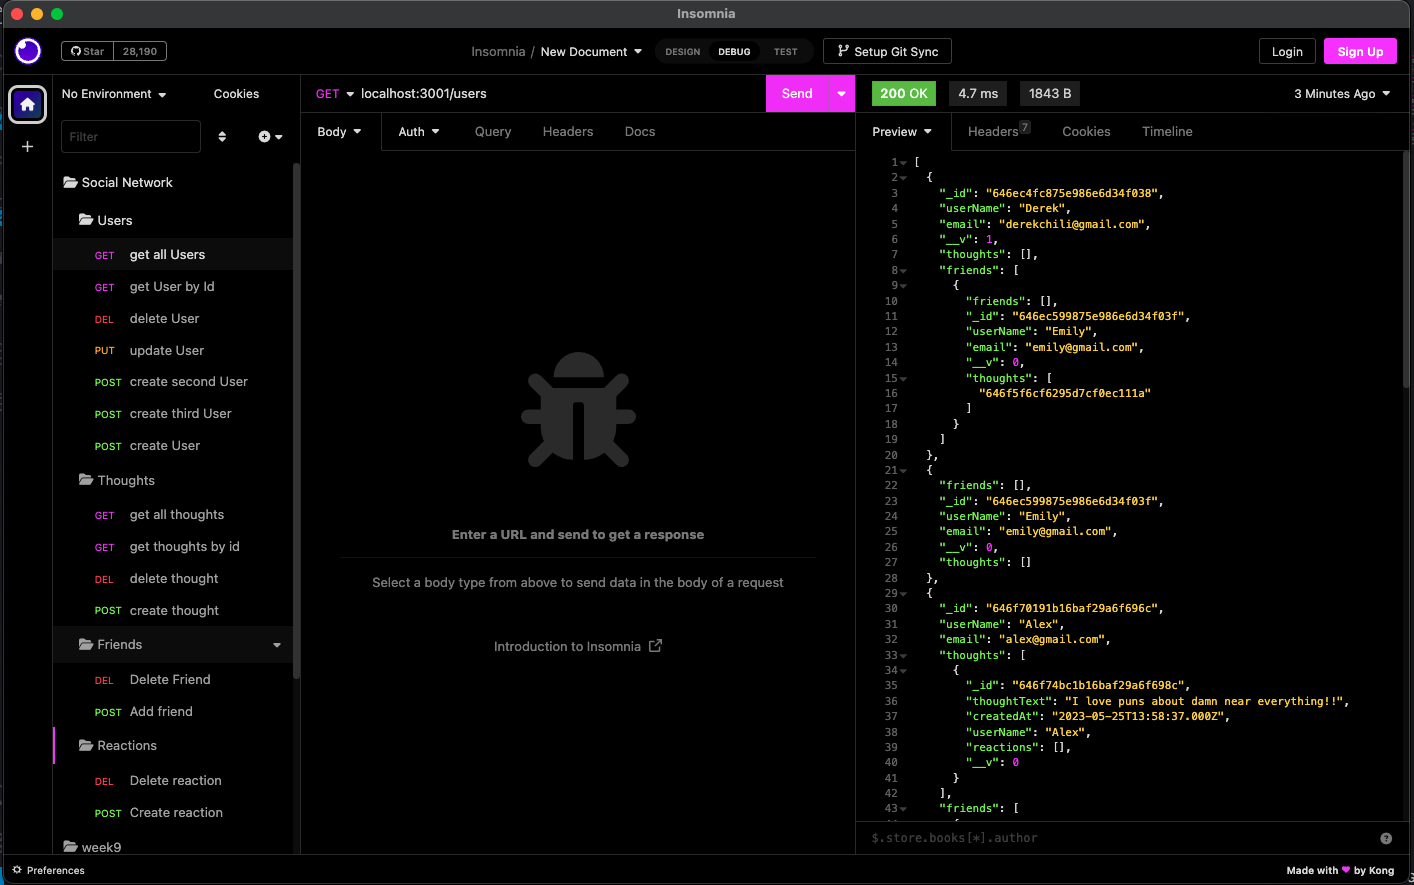 Insomnia
Star 28,190
Insomnia / New Document
DESIGN DEBUG TEST
Setup Git Sync
Login
Sign Up
No Environment
Cookies
GET localhost:3001/users
Send
200 OK
4.7 ms
1843 B
3 Minutes Ago
Filter
Body
Auth
Query
Headers
Docs
Preview
Headers 7
Cookies
Timeline
Social Network
Users
GET get all Users
GET get User by Id
DEL delete User
PUT update User
POST create second User
POST create third User
POST create User
Thoughts
GET get all thoughts
GET get thoughts by id
DEL delete thought
POST create thought
Friends
DEL Delete Friend
POST Add friend
Reactions
DEL Delete reaction
POST Create reaction
week9
Enter a URL and send to get a response
Select a body type from above to send data in the body of a request
Introduction to Insomnia
1 [
2 {
3 "_id": "646ec4fc875e986e6d34f038",
4 "userName": "Derek",
5 "email": "derekchili@gmail.com",
6 "__v": 1,
7 "thoughts": [],
8 "friends": [
9 {
10 "friends": [],
11 "_id": "646ec599875e986e6d34f03f",
12 "userName": "Emily",
13 "email": "emily@gmail.com",
14 "__v": 0,
15 "thoughts": [
16 "646f5f6cf6295d7cf0ec111a"
17 ]
18 }
19 ]
20 },
21 {
22 "friends": [],
23 "_id": "646ec599875e986e6d34f03f",
24 "userName": "Emily",
25 "email": "emily@gmail.com",
26 "__v": 0,
27 "thoughts": []
28 },
29 {
30 "_id": "646f70191b16baf29a6f696c",
31 "userName": "Alex",
32 "email": "alex@gmail.com",
33 "thoughts": [
34 {
35 "_id": "646f74bc1b16baf29a6f698c",
36 "thoughtText": "I love puns about damn near everything!!",
37 "createdAt": "2023-05-25T13:58:37.000Z",
38 "userName": "Alex",
39 "reactions": [],
40 "__v": 0
41 }
42 ],
43 "friends": [
$.store.books[*].author
Preferences
Made with ♥ by Kong